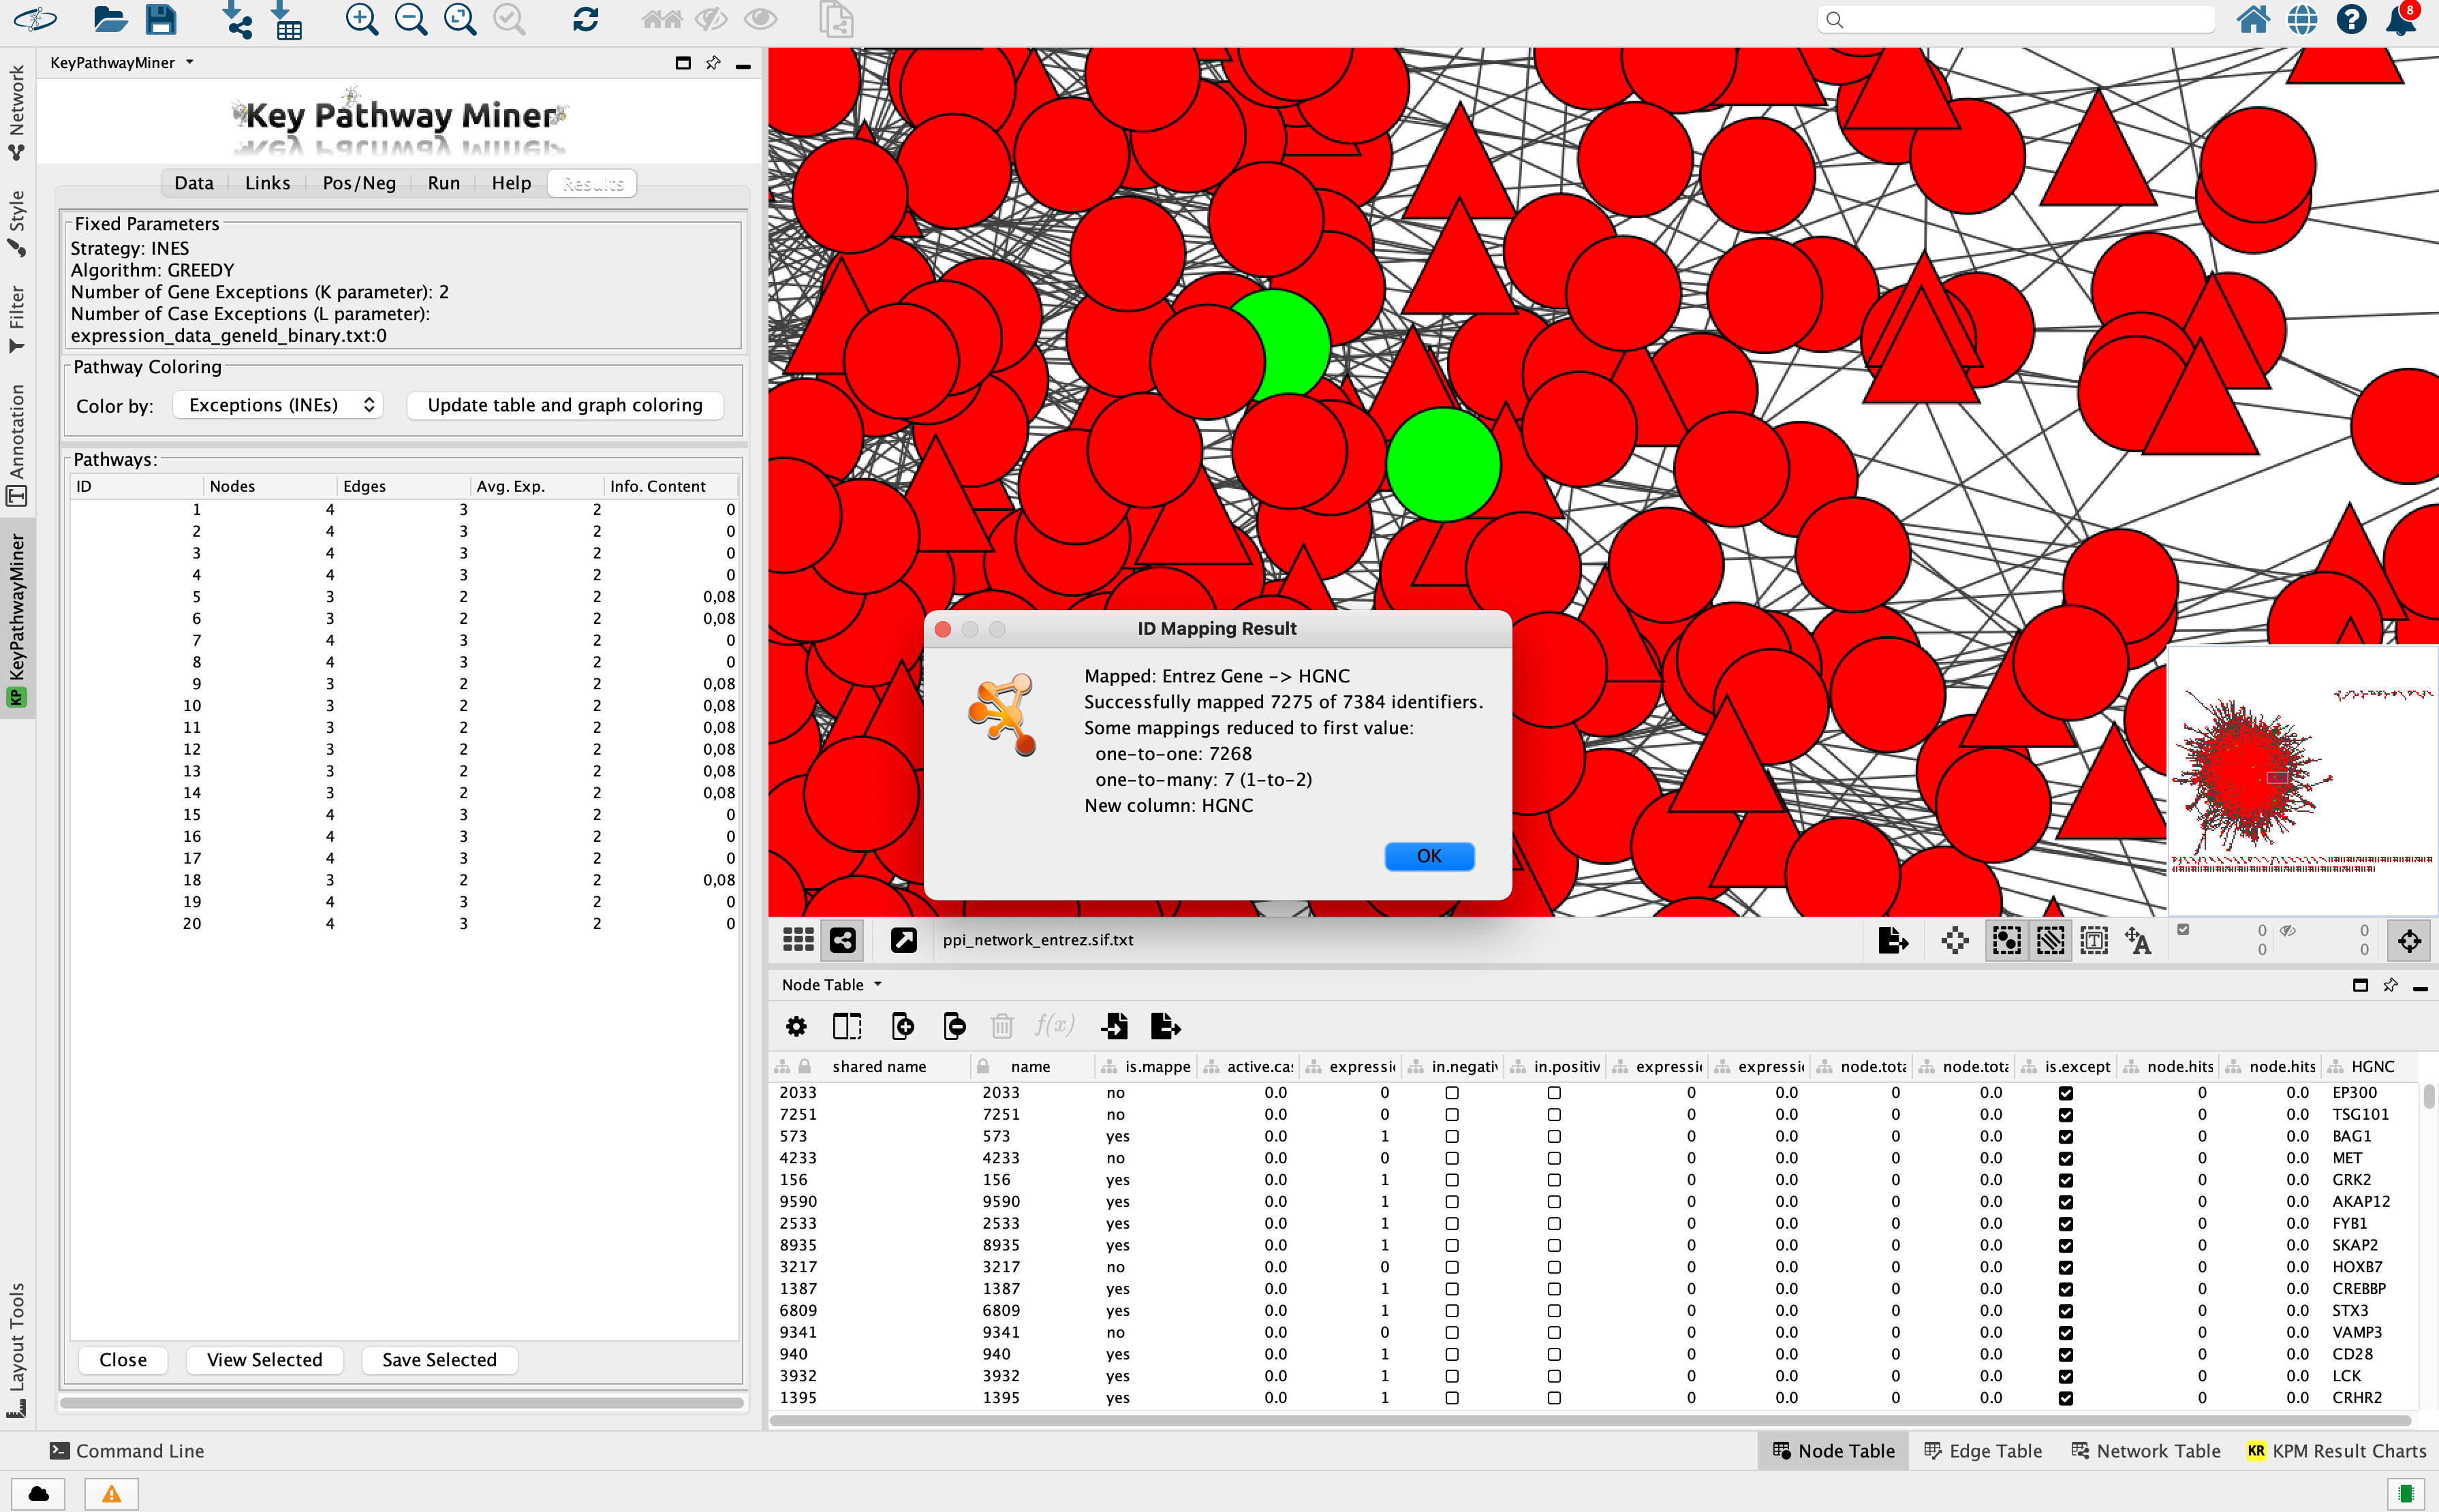 8
KeyPathwayMiner
Key Pathway Miner
Data Links Pos/Neg Run Help Results
Network
Style
Filter
Annotation
KP KeyPathwayMiner
Layout Tools
Fixed Parameters
Strategy: INES
Algorithm: GREEDY
Number of Gene Exceptions (K parameter): 2
Number of Case Exceptions (L parameter):
expression_data_geneId_binary.txt:0
Pathway Coloring
Color by: Exceptions (INEs) Update table and graph coloring
Pathways:
ID Nodes Edges Avg. Exp. Info. Content
1 4 3 2 0
2 4 3 2 0
3 4 3 2 0
4 4 3 2 0
5 3 2 2 0,08
6 3 2 2 0,08
7 4 3 2 0
8 4 3 2 0
9 3 2 2 0,08
10 3 2 2 0,08
11 3 2 2 0,08
12 3 2 2 0,08
13 3 2 2 0,08
14 3 2 2 0,08
15 4 3 2 0
16 4 3 2 0
17 4 3 2 0
18 3 2 2 0,08
19 4 3 2 0
20 4 3 2 0
Close View Selected Save Selected
ID Mapping Result
Mapped: Entrez Gene -> HGNC
Successfully mapped 7275 of 7384 identifiers.
Some mappings reduced to first value:
one-to-one: 7268
one-to-many: 7 (1-to-2)
New column: HGNC
OK
ppi_network_entrez.sif.txt
0 0
0 0
Node Table
f(x)
shared name name is.mappe active.ca: expressi in.negati in.positiv expressi expressi node.tota node.tota is.except node.hits node.hits HGNC
2033 2033 no 0.0 0 0 0.0 0 0.0 0 0.0 EP300
7251 7251 no 0.0 0 0 0.0 0 0.0 0 0.0 TSG101
573 573 yes 0.0 1 0 0.0 0 0.0 0 0.0 BAG1
4233 4233 no 0.0 0 0 0.0 0 0.0 0 0.0 MET
156 156 yes 0.0 1 0 0.0 0 0.0 0 0.0 GRK2
9590 9590 yes 0.0 1 0 0.0 0 0.0 0 0.0 AKAP12
2533 2533 yes 0.0 1 0 0.0 0 0.0 0 0.0 FYB1
8935 8935 yes 0.0 1 0 0.0 0 0.0 0 0.0 SKAP2
3217 3217 no 0.0 0 0 0.0 0 0.0 0 0.0 HOXB7
1387 1387 yes 0.0 1 0 0.0 0 0.0 0 0.0 CREBBP
6809 6809 yes 0.0 1 0 0.0 0 0.0 0 0.0 STX3
9341 9341 no 0.0 0 0 0.0 0 0.0 0 0.0 VAMP3
940 940 yes 0.0 1 0 0.0 0 0.0 0 0.0 CD28
3932 3932 yes 0.0 1 0 0.0 0 0.0 0 0.0 LCK
1395 1395 yes 0.0 1 0 0.0 0 0.0 0 0.0 CRHR2
Command Line Node Table Edge Table Network Table KR KPM Result Charts